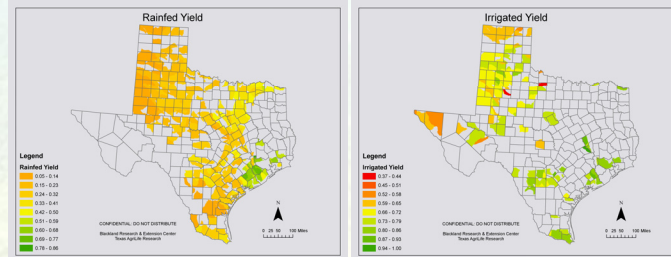 Rainfed Yield
Legend
Rainfed Yield
0.05 - 0.14
0.15 - 0.23
0.24 - 0.32
0.33 - 0.41
0.42 - 0.50
0.51 - 0.59
0.60 - 0.68
0.69 - 0.77
0.78 - 0.86
CONFIDENTIAL: DO NOT DISTRIBUTE
Blackland Research & Extension Center
Texas AgriLife Research
N
0 25 50 100 Miles
Irrigated Yield
Legend
Irrigated Yield
0.37 - 0.44
0.45 - 0.51
0.52 - 0.58
0.59 - 0.65
0.66 - 0.72
0.73 - 0.79
0.80 - 0.86
0.87 - 0.93
0.94 - 1.00
CONFIDENTIAL: DO NOT DISTRIBUTE
Blackland Research & Extension Center
Texas AgriLife Research
N
0 25 50 100 Miles